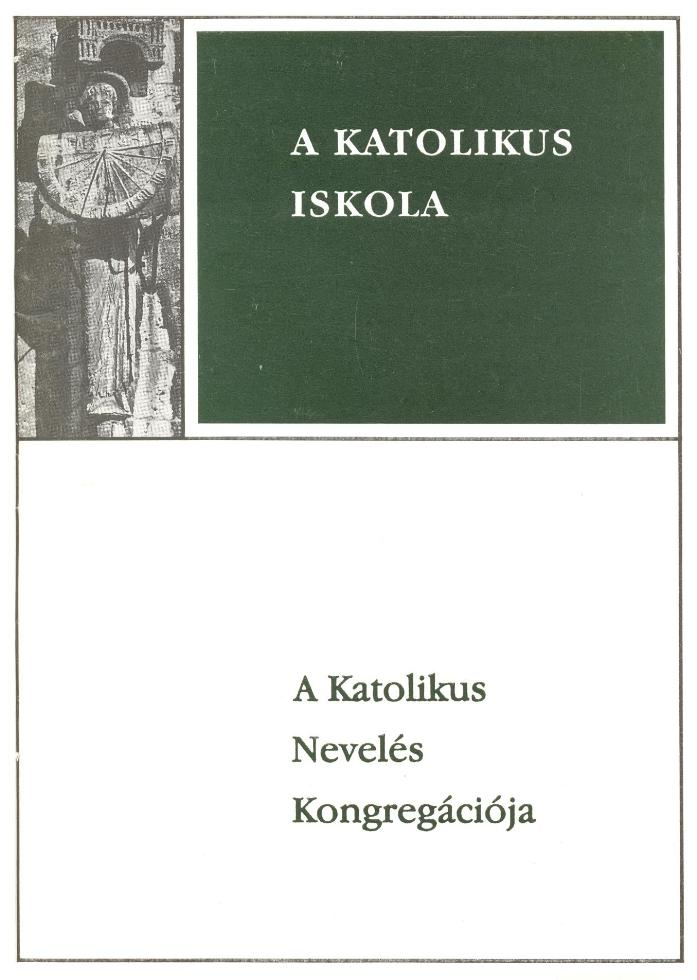 A KATOLIKUS
ISKOLA
A Katolikus
Nevelés
Kongregációja